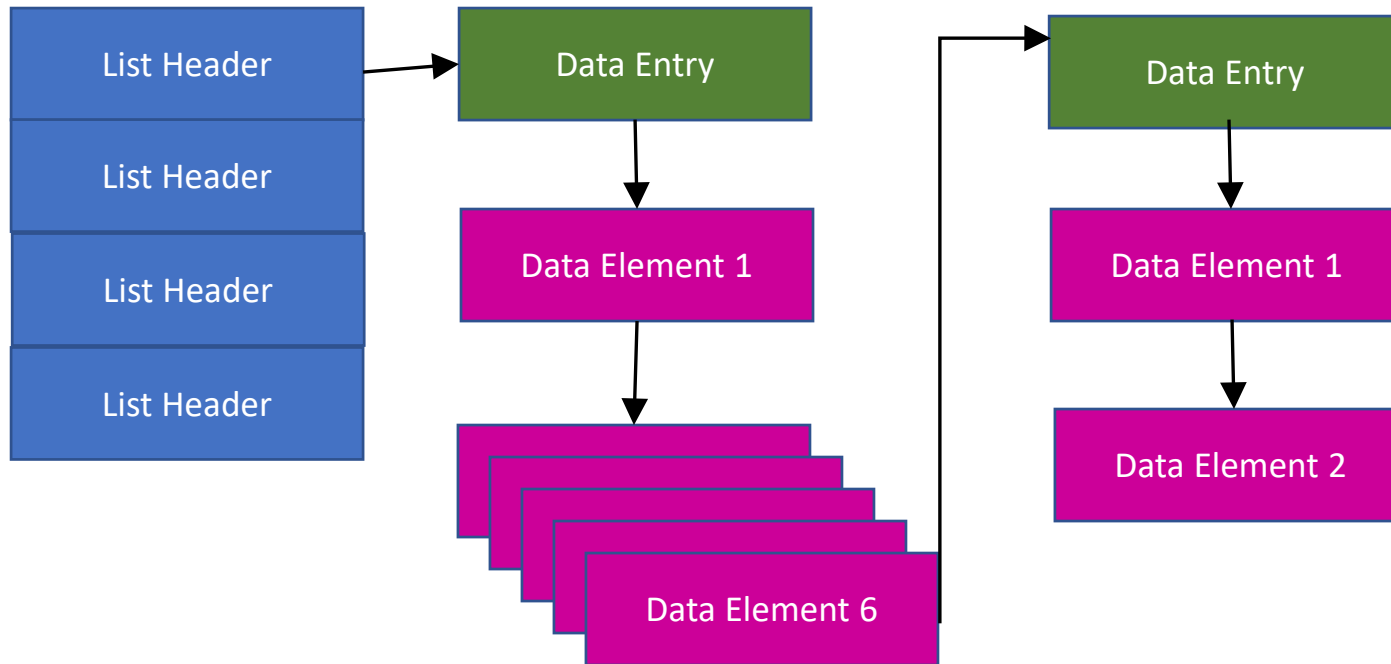 List Header
List Header
List Header
List Header
Data Entry
Data Element 1
Data Element 6
Data Entry
Data Element 1
Data Element 2